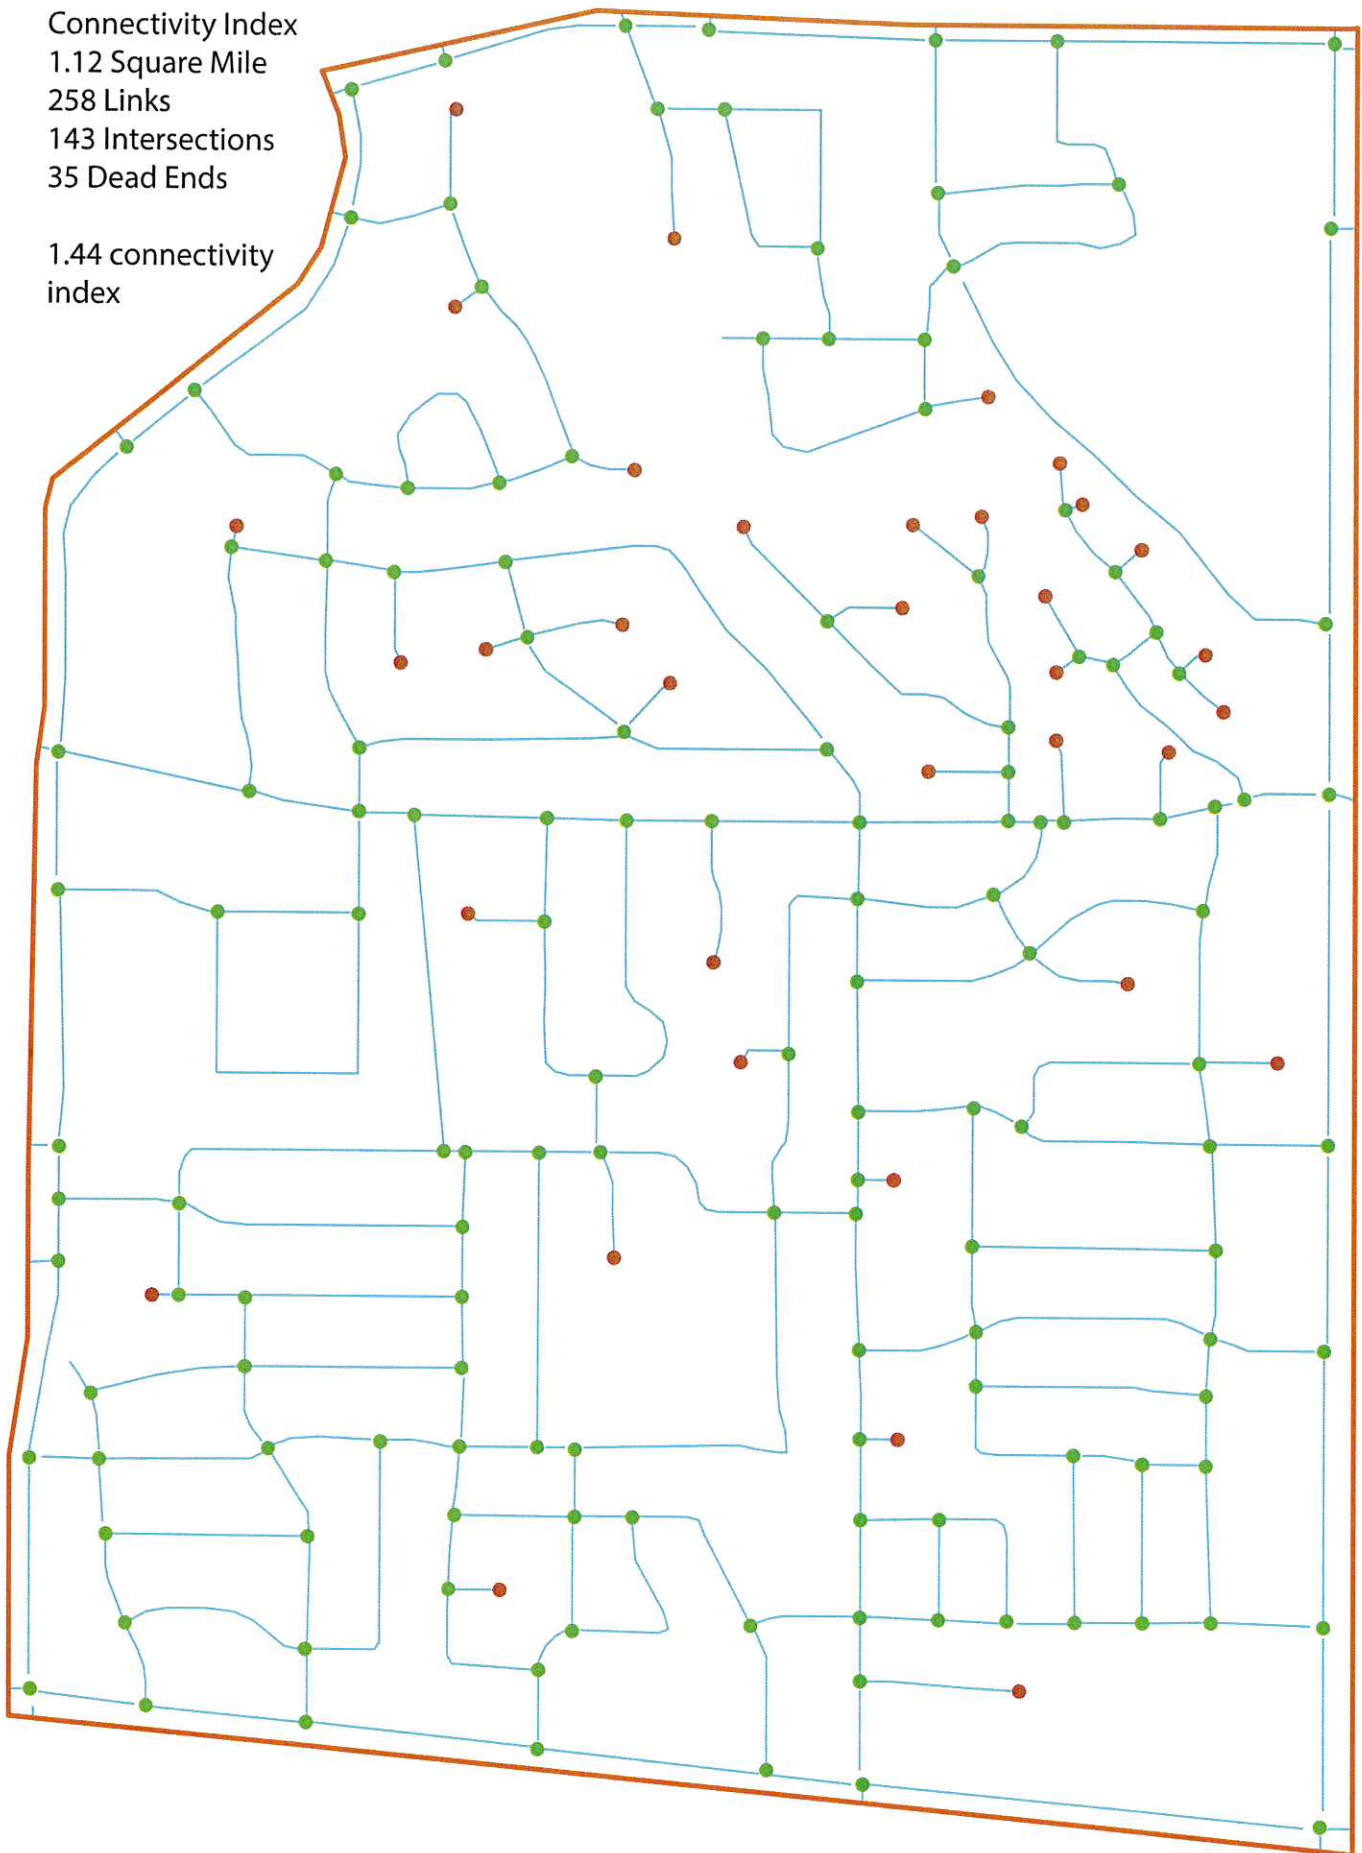 Connectivity Index
1.12 Square Mile
258 Links
143 Intersections
35 Dead Ends
1.44 connectivity
index